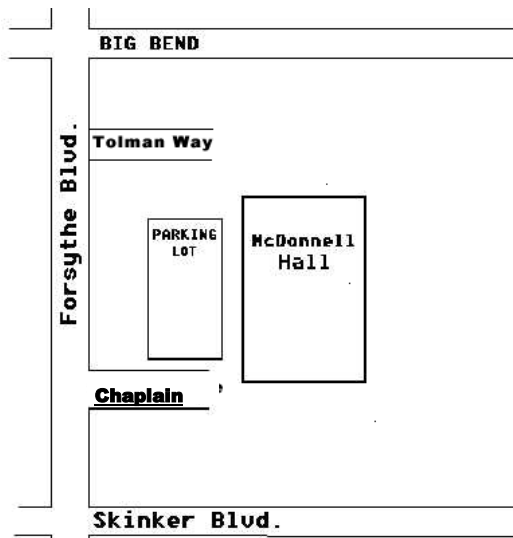 BIG BEND
Tolman Way
Forsythe Blvd.
PARKING
LOT
McDonnell
Hall
Chaplain
Skinker Blvd.